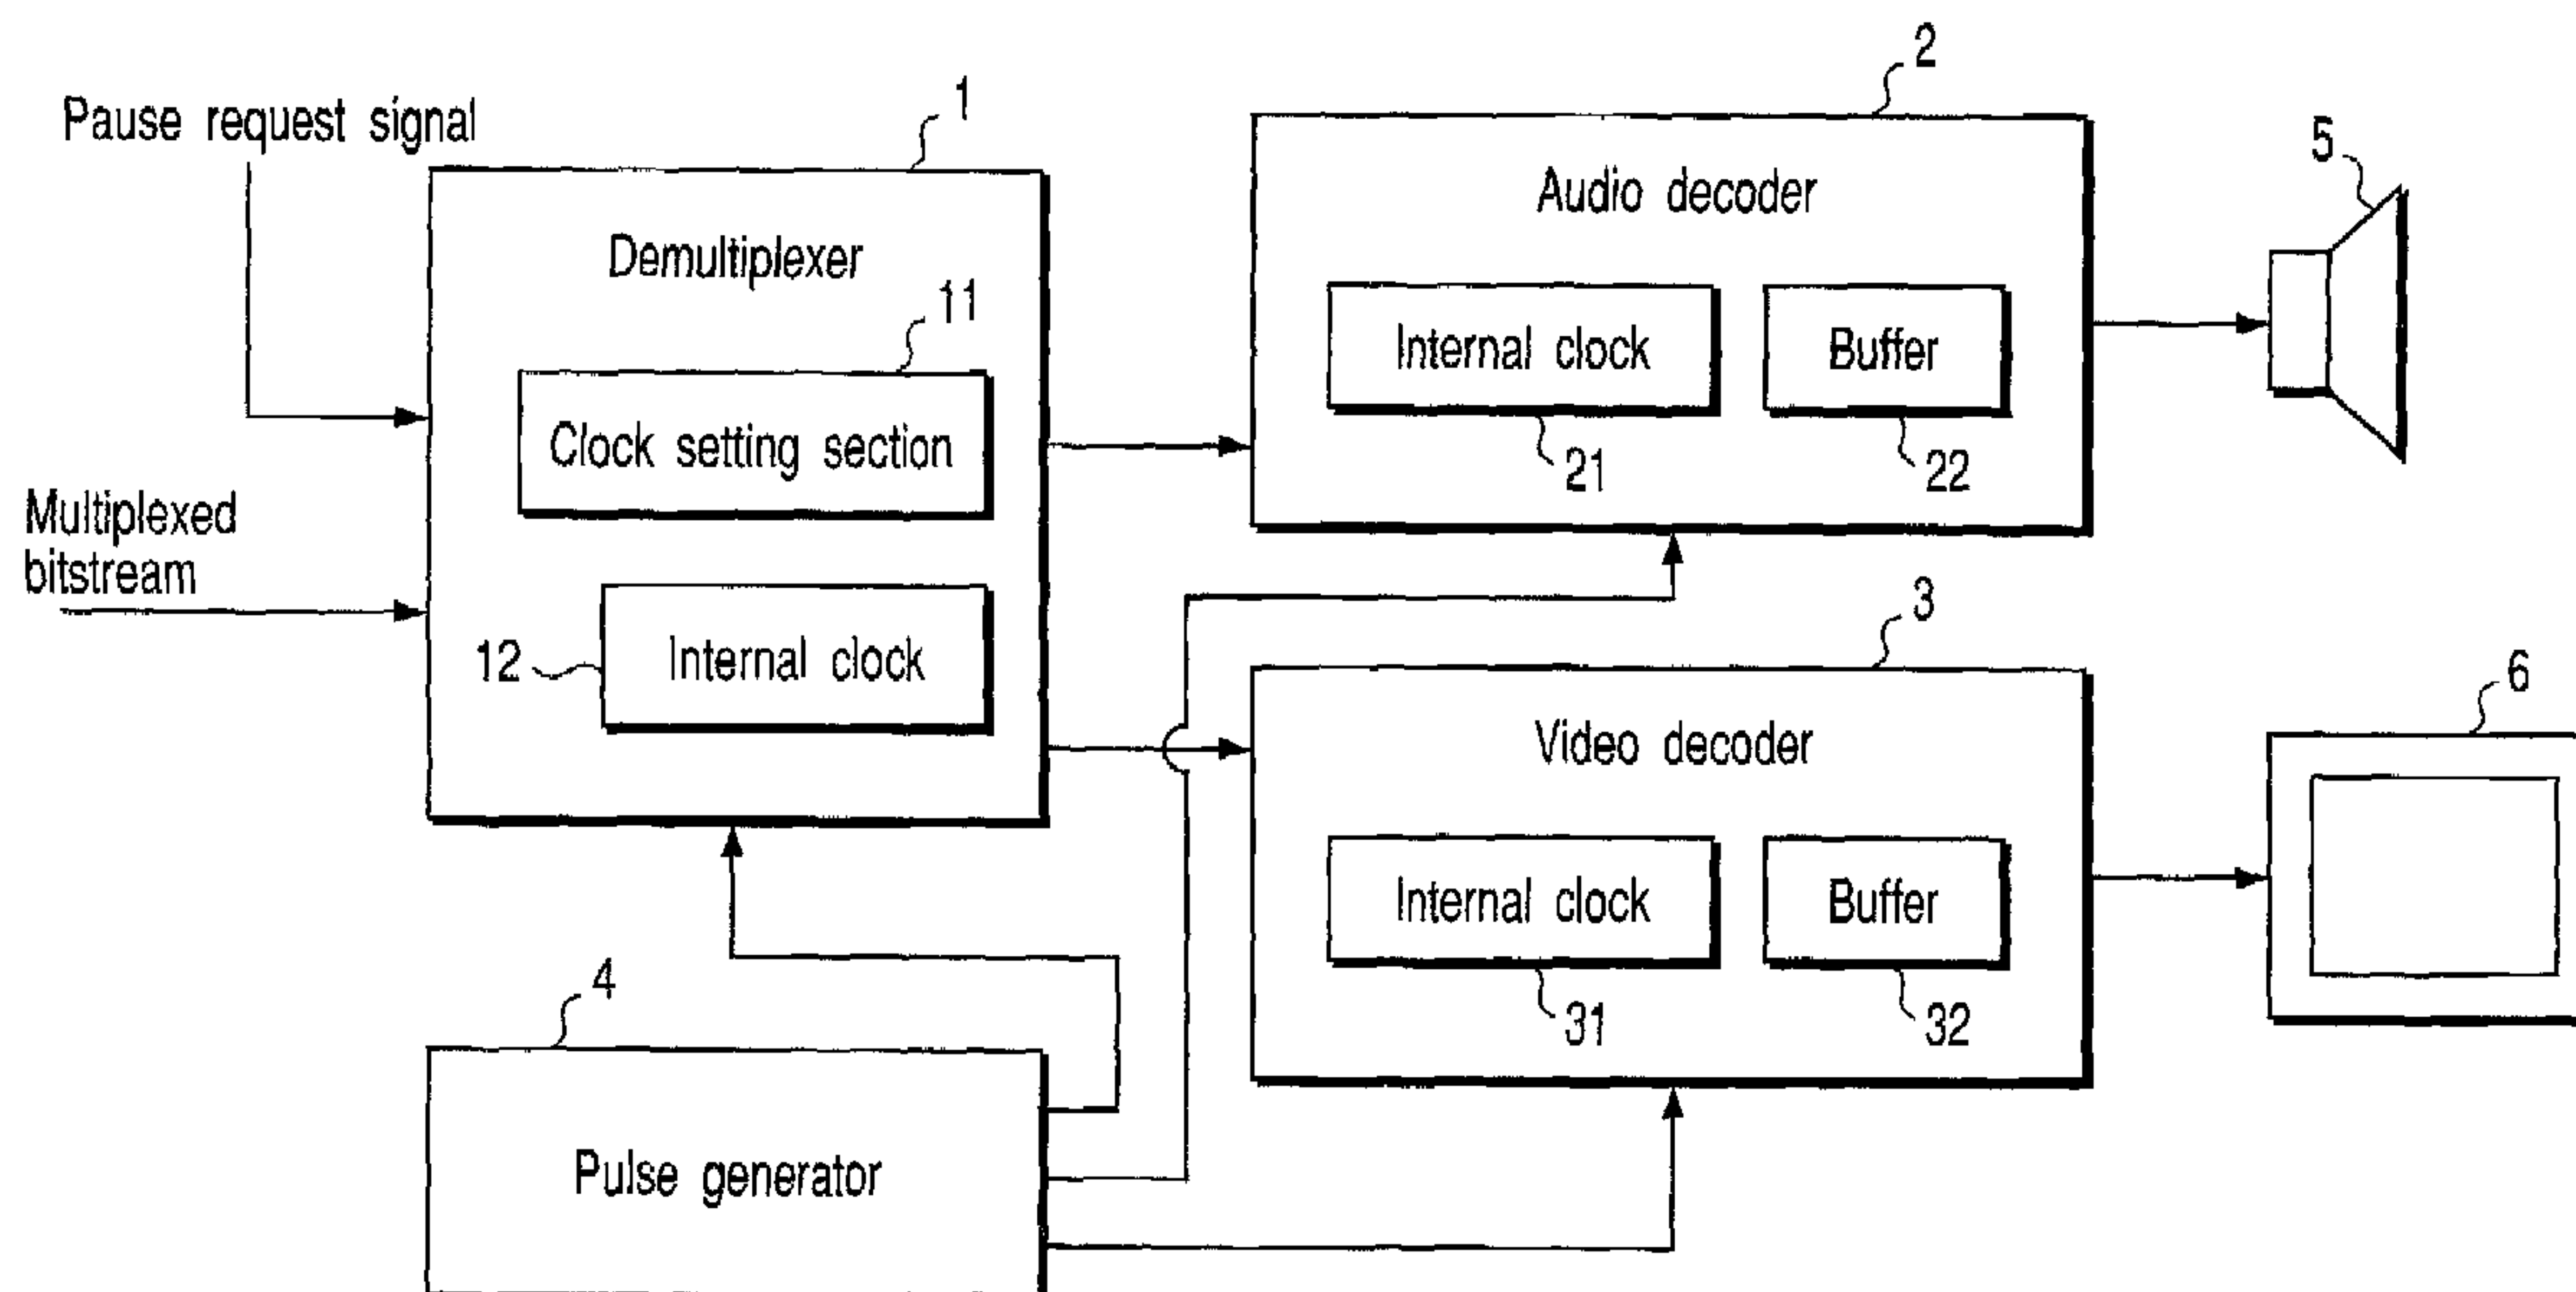 Pause request signal
1
Demultiplexer
11
Clock setting section
Multiplexed
bitstream
12
Internal clock
2
Audio decoder
Internal clock
Buffer
21
22
5
3
Video decoder
Internal clock
Buffer
31
32
6
4
Pulse generator